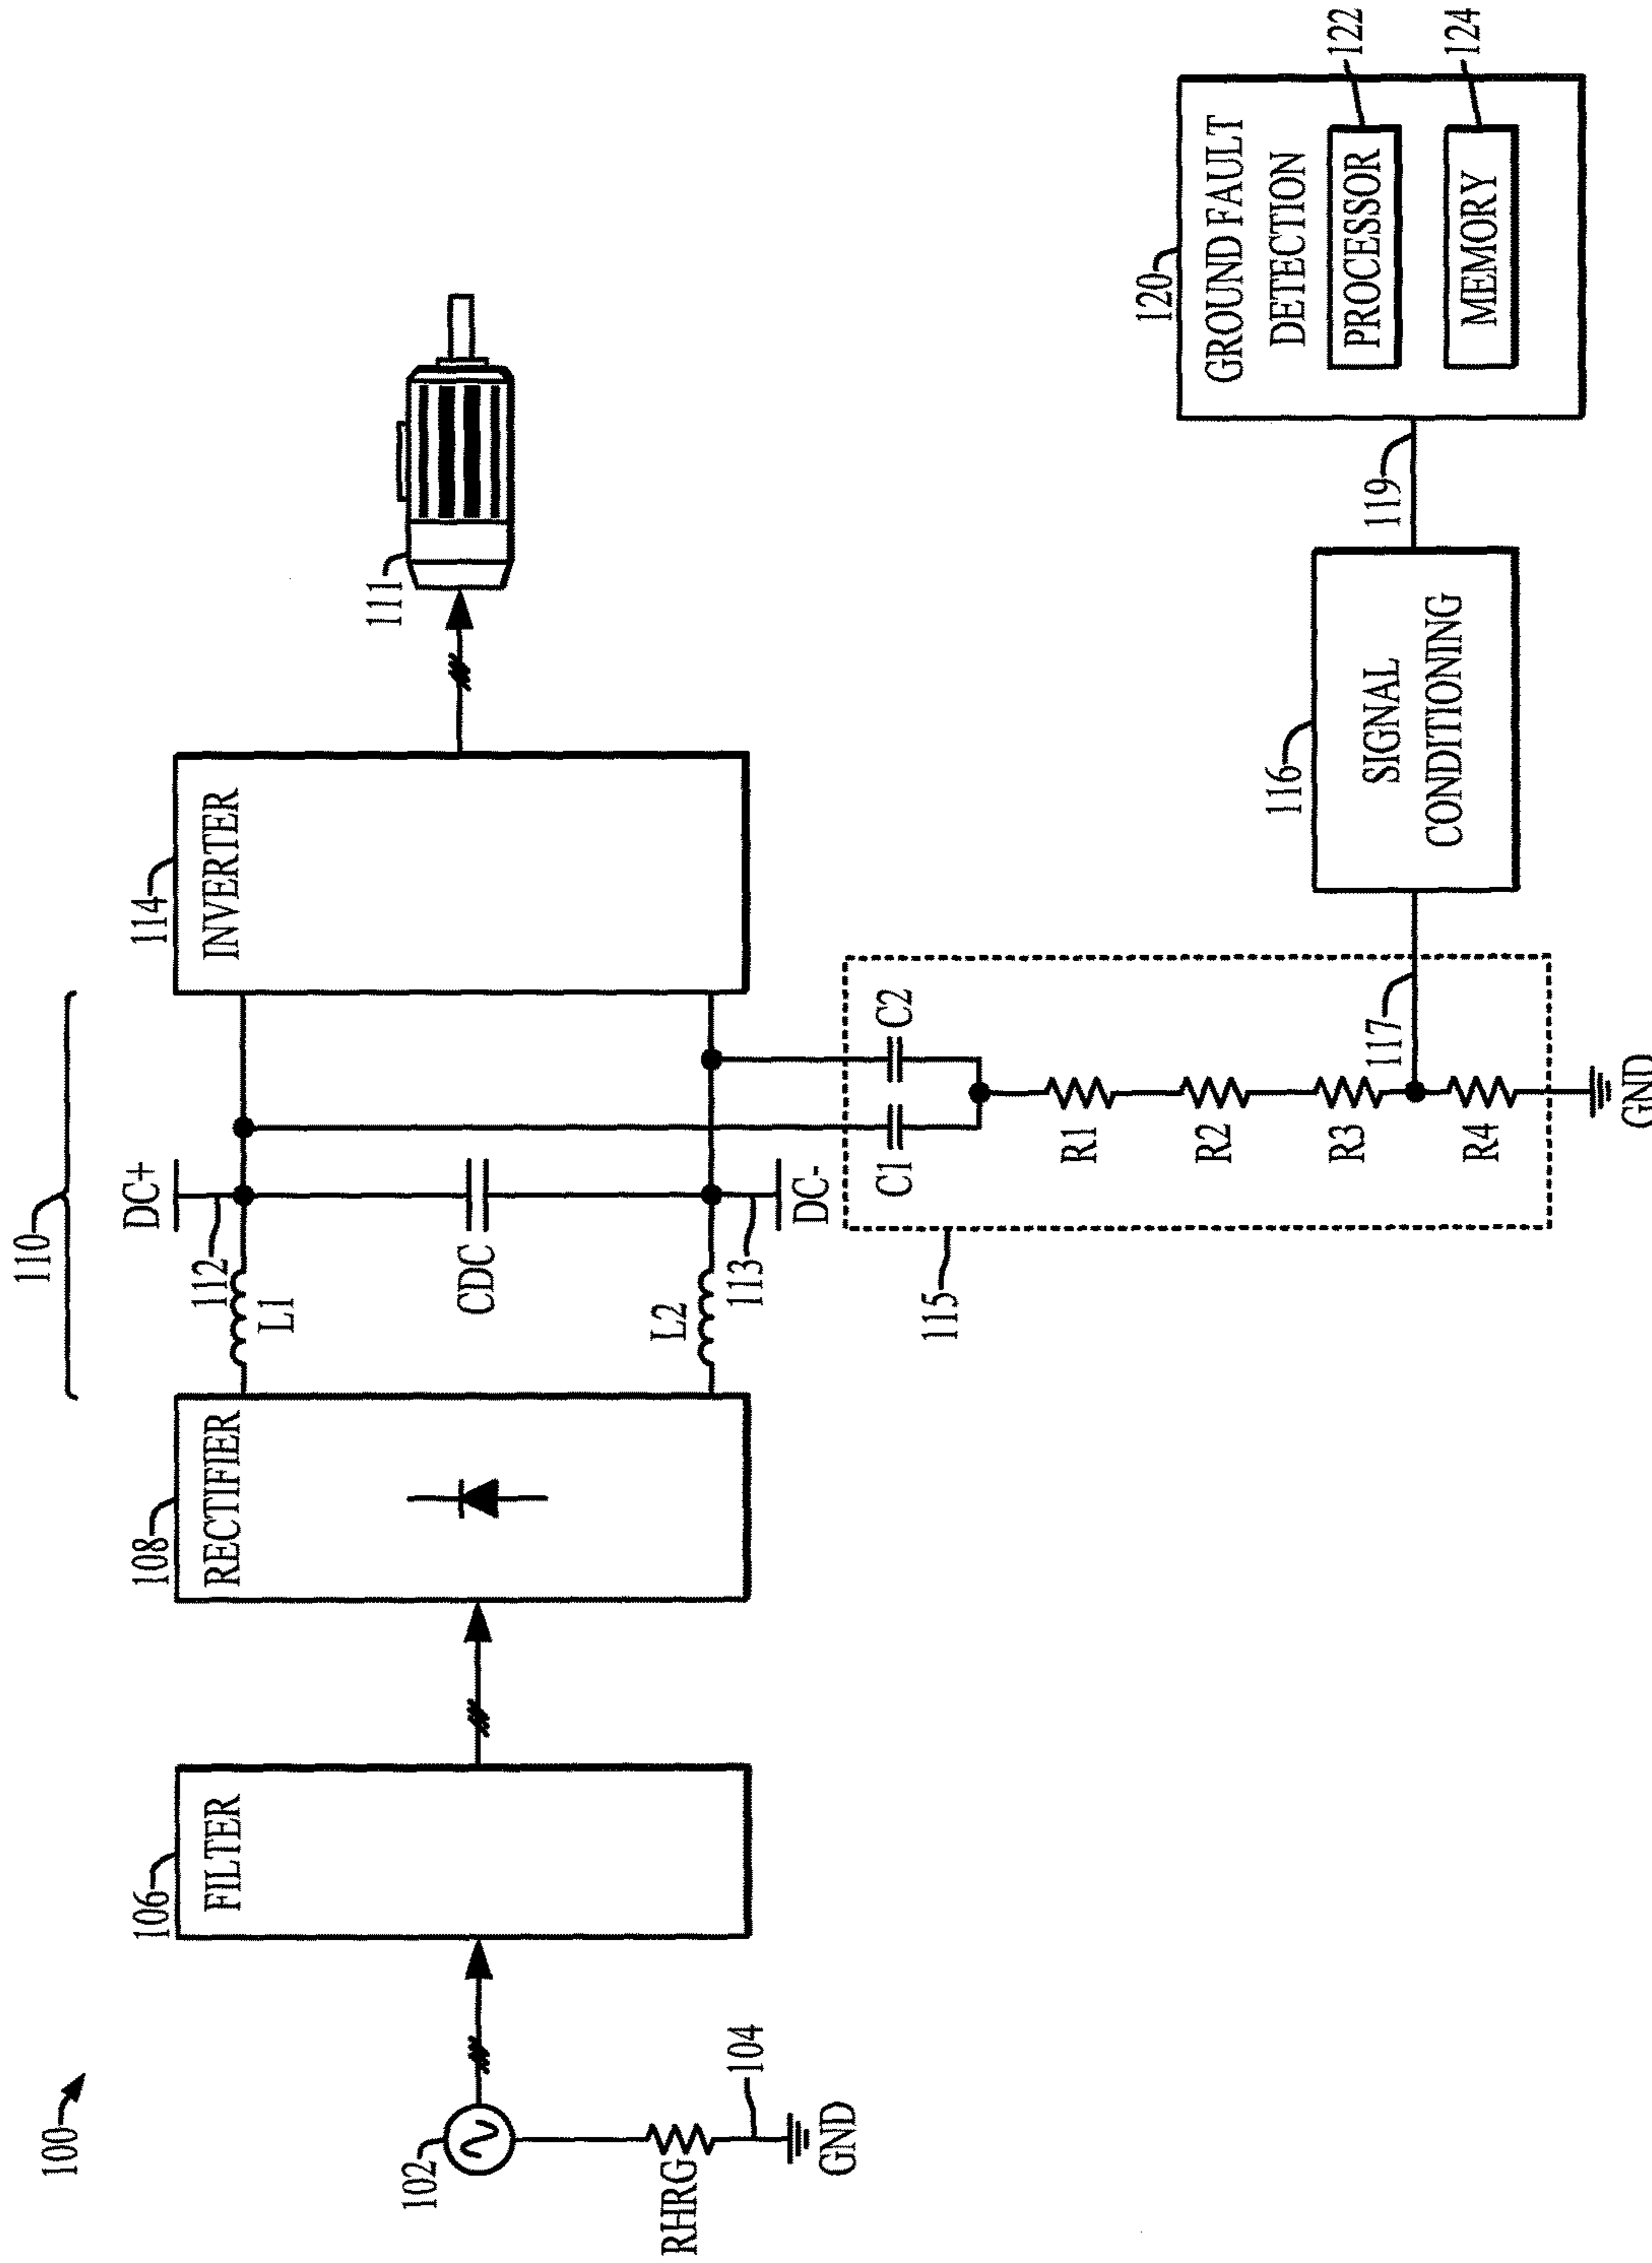 100
102
RHRG
104
GND
106
FILTER
108
RECTIFIER
110
DC+
112
L1
CDC
L2
113
DC-
114
INVERTER
111
115
C1
C2
R1
R2
R3
R4
117
GND
116
SIGNAL
CONDITIONING
119
120
GROUND FAULT
DETECTION
PROCESSOR
122
MEMORY
124